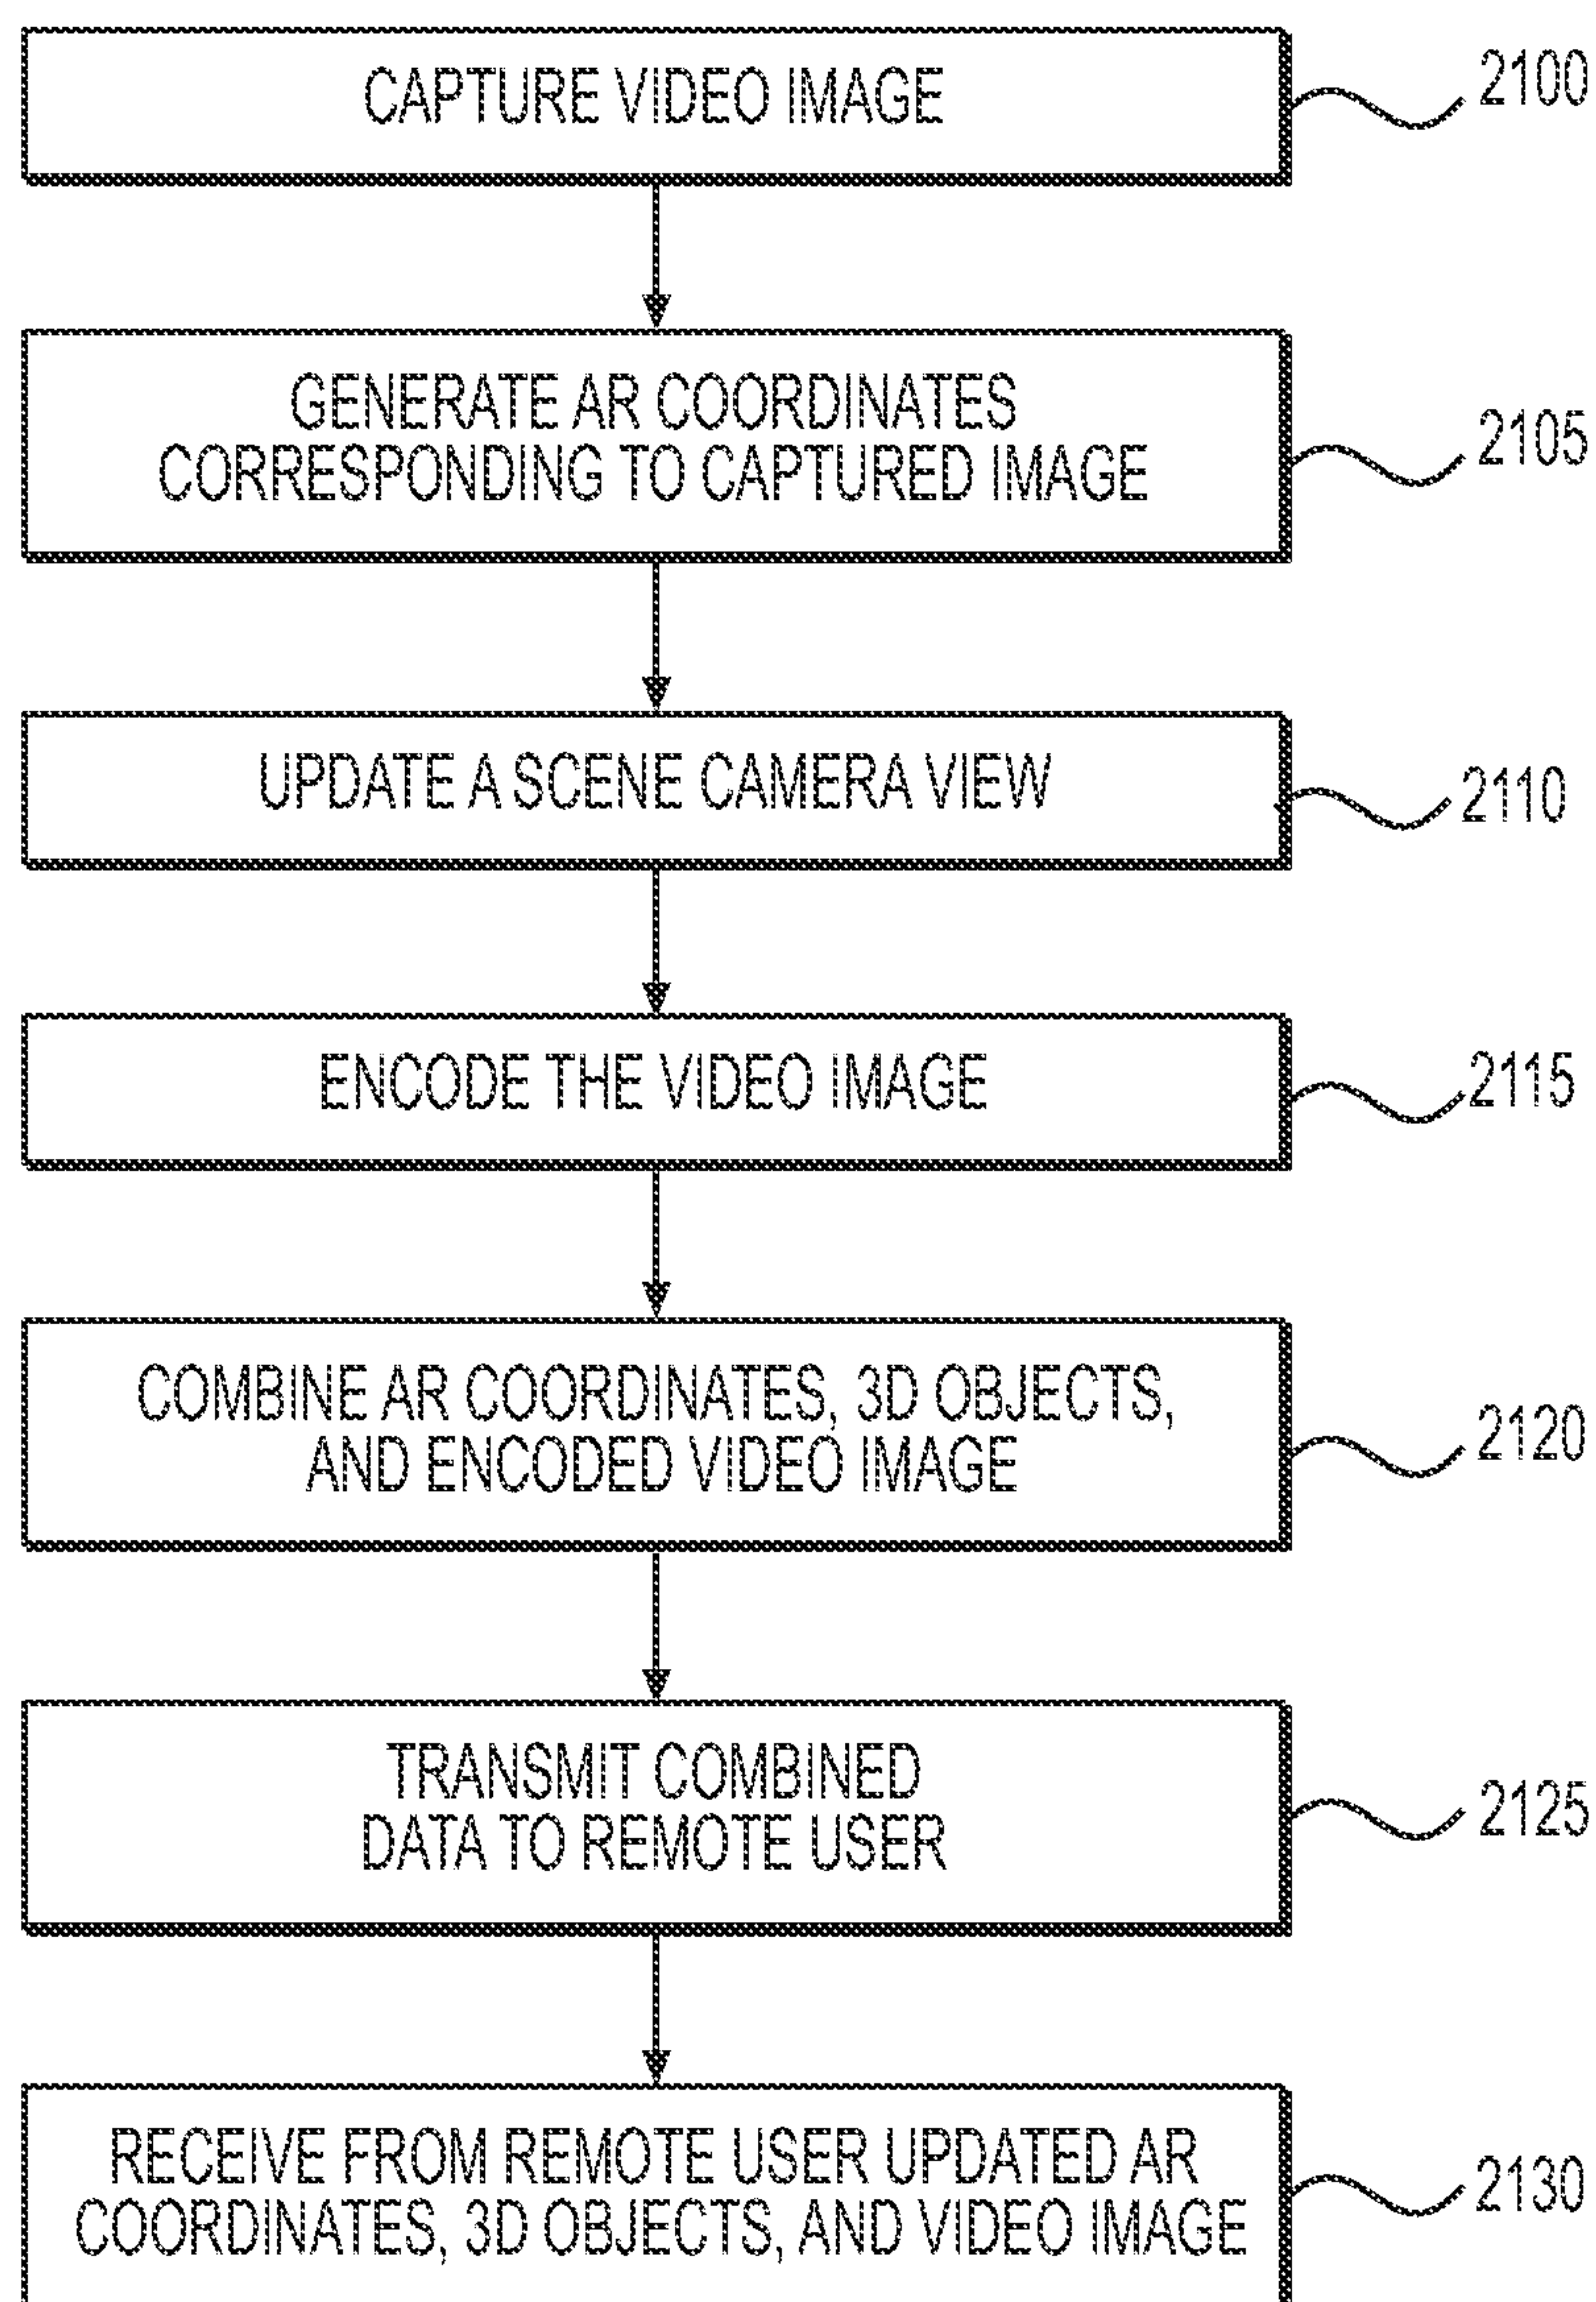 CAPTURE VIDEO IMAGE
2100
GENERATE AR COORDINATES
CORRESPONDING TO CAPTURED IMAGE
2105
UPDATE A SCENE CAMERA VIEW
2110
ENCODE THE VIDEO IMAGE
2115
COMBINE AR COORDINATES, 3D OBJECTS,
AND ENCODED VIDEO IMAGE
2120
TRANSMIT COMBINED
DATA TO REMOTE USER
2125
RECEIVE FROM REMOTE USER UPDATED AR
COORDINATES, 3D OBJECTS, AND VIDEO IMAGE
2130